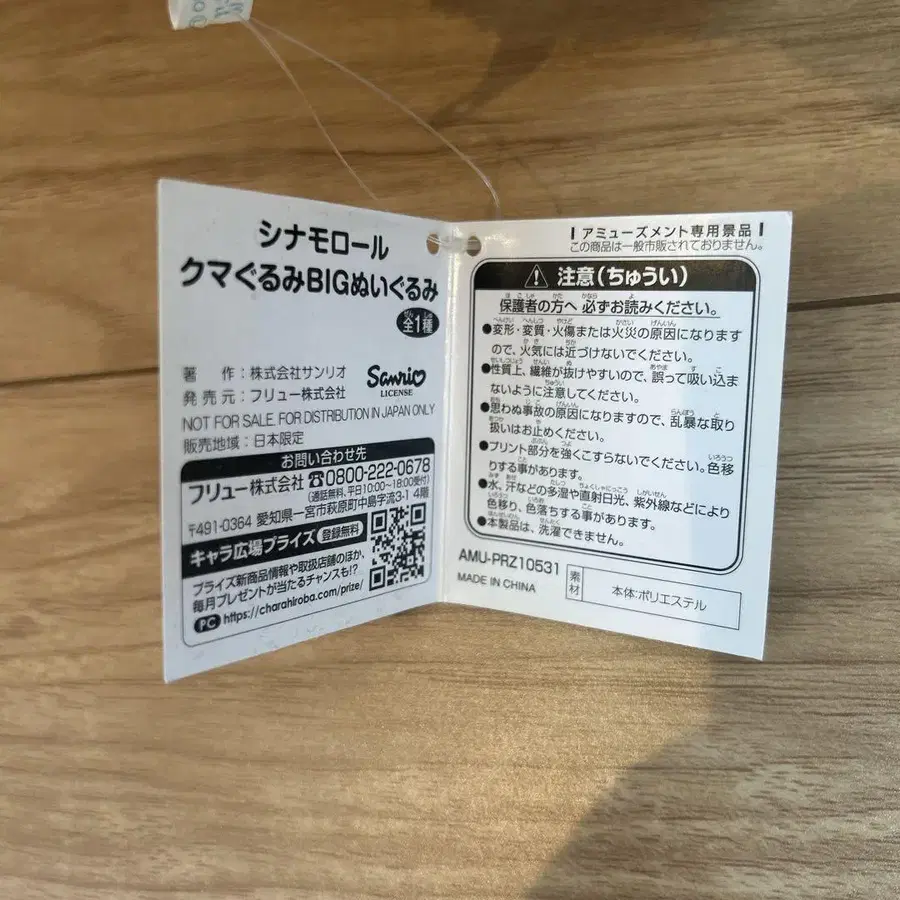 シナモロール
クマぐるみBIGぬいぐるみ
全1種
著 作：株式会社サンリオ
発 売 元：フリュー株式会社
Sanrio
LICENSE
NOT FOR SALE. FOR DISTRIBUTION IN JAPAN ONLY
販売地域：日本限定
お問い合わせ先
フリュー株式会社 ☎0800-222-0678
(通話無料、平日10:00〜18:00受付)
〒491-0364 愛知県一宮市萩原町中島字流3-1 4階
キャラ広場プライズ 登録無料
プライズ新商品情報や取扱店舗のほか、
毎月プレゼントが当たるチャンスも!?
PC https://charahiroba.com/prize/
アミューズメント専用景品
この商品は一般市販されておりません。
注意(ちゅうい)
保護者の方へ 必ずお読みください。
●変形・変質・火傷または火災の原因になります
ので、火気には近づけないでください。
●性質上、繊維が抜けやすいので、誤って吸い込ま
ないように注意してください。
●思わぬ事故の原因になりますので、乱暴な取り
扱いはお止めください。
●プリント部分を強くこすらないでください。色移
りする事があります。
●水、汗などの多湿や直射日光、紫外線などにより
色移り、色落ちする事があります。
●本製品は、洗濯できません。
AMU-PRZ10531
MADE IN CHINA
素材
本体:ポリエステル